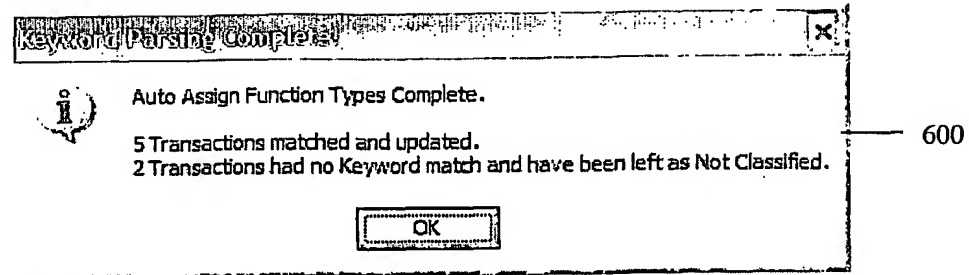 Keyword Parsing Complete!
Auto Assign Function Types Complete.
5 Transactions matched and updated.
2 Transactions had no Keyword match and have been left as Not Classified.
600
OK